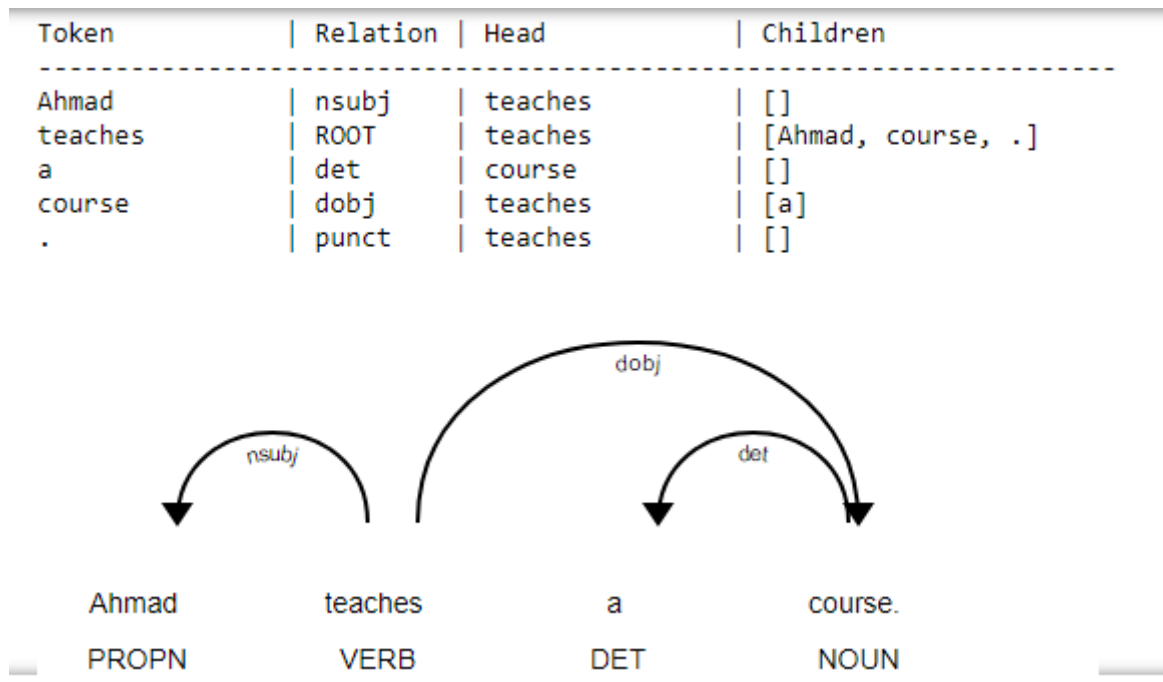 Token | Relation | Head | Children
-----------------------------------------------------------------------
Ahmad | nsubj | teaches | []
teaches | ROOT | teaches | [Ahmad, course, .]
a | det | course | []
course | dobj | teaches | [a]
. | punct | teaches | []
dobj
nsubj det
Ahmad teaches a course.
PROPN VERB DET NOUN